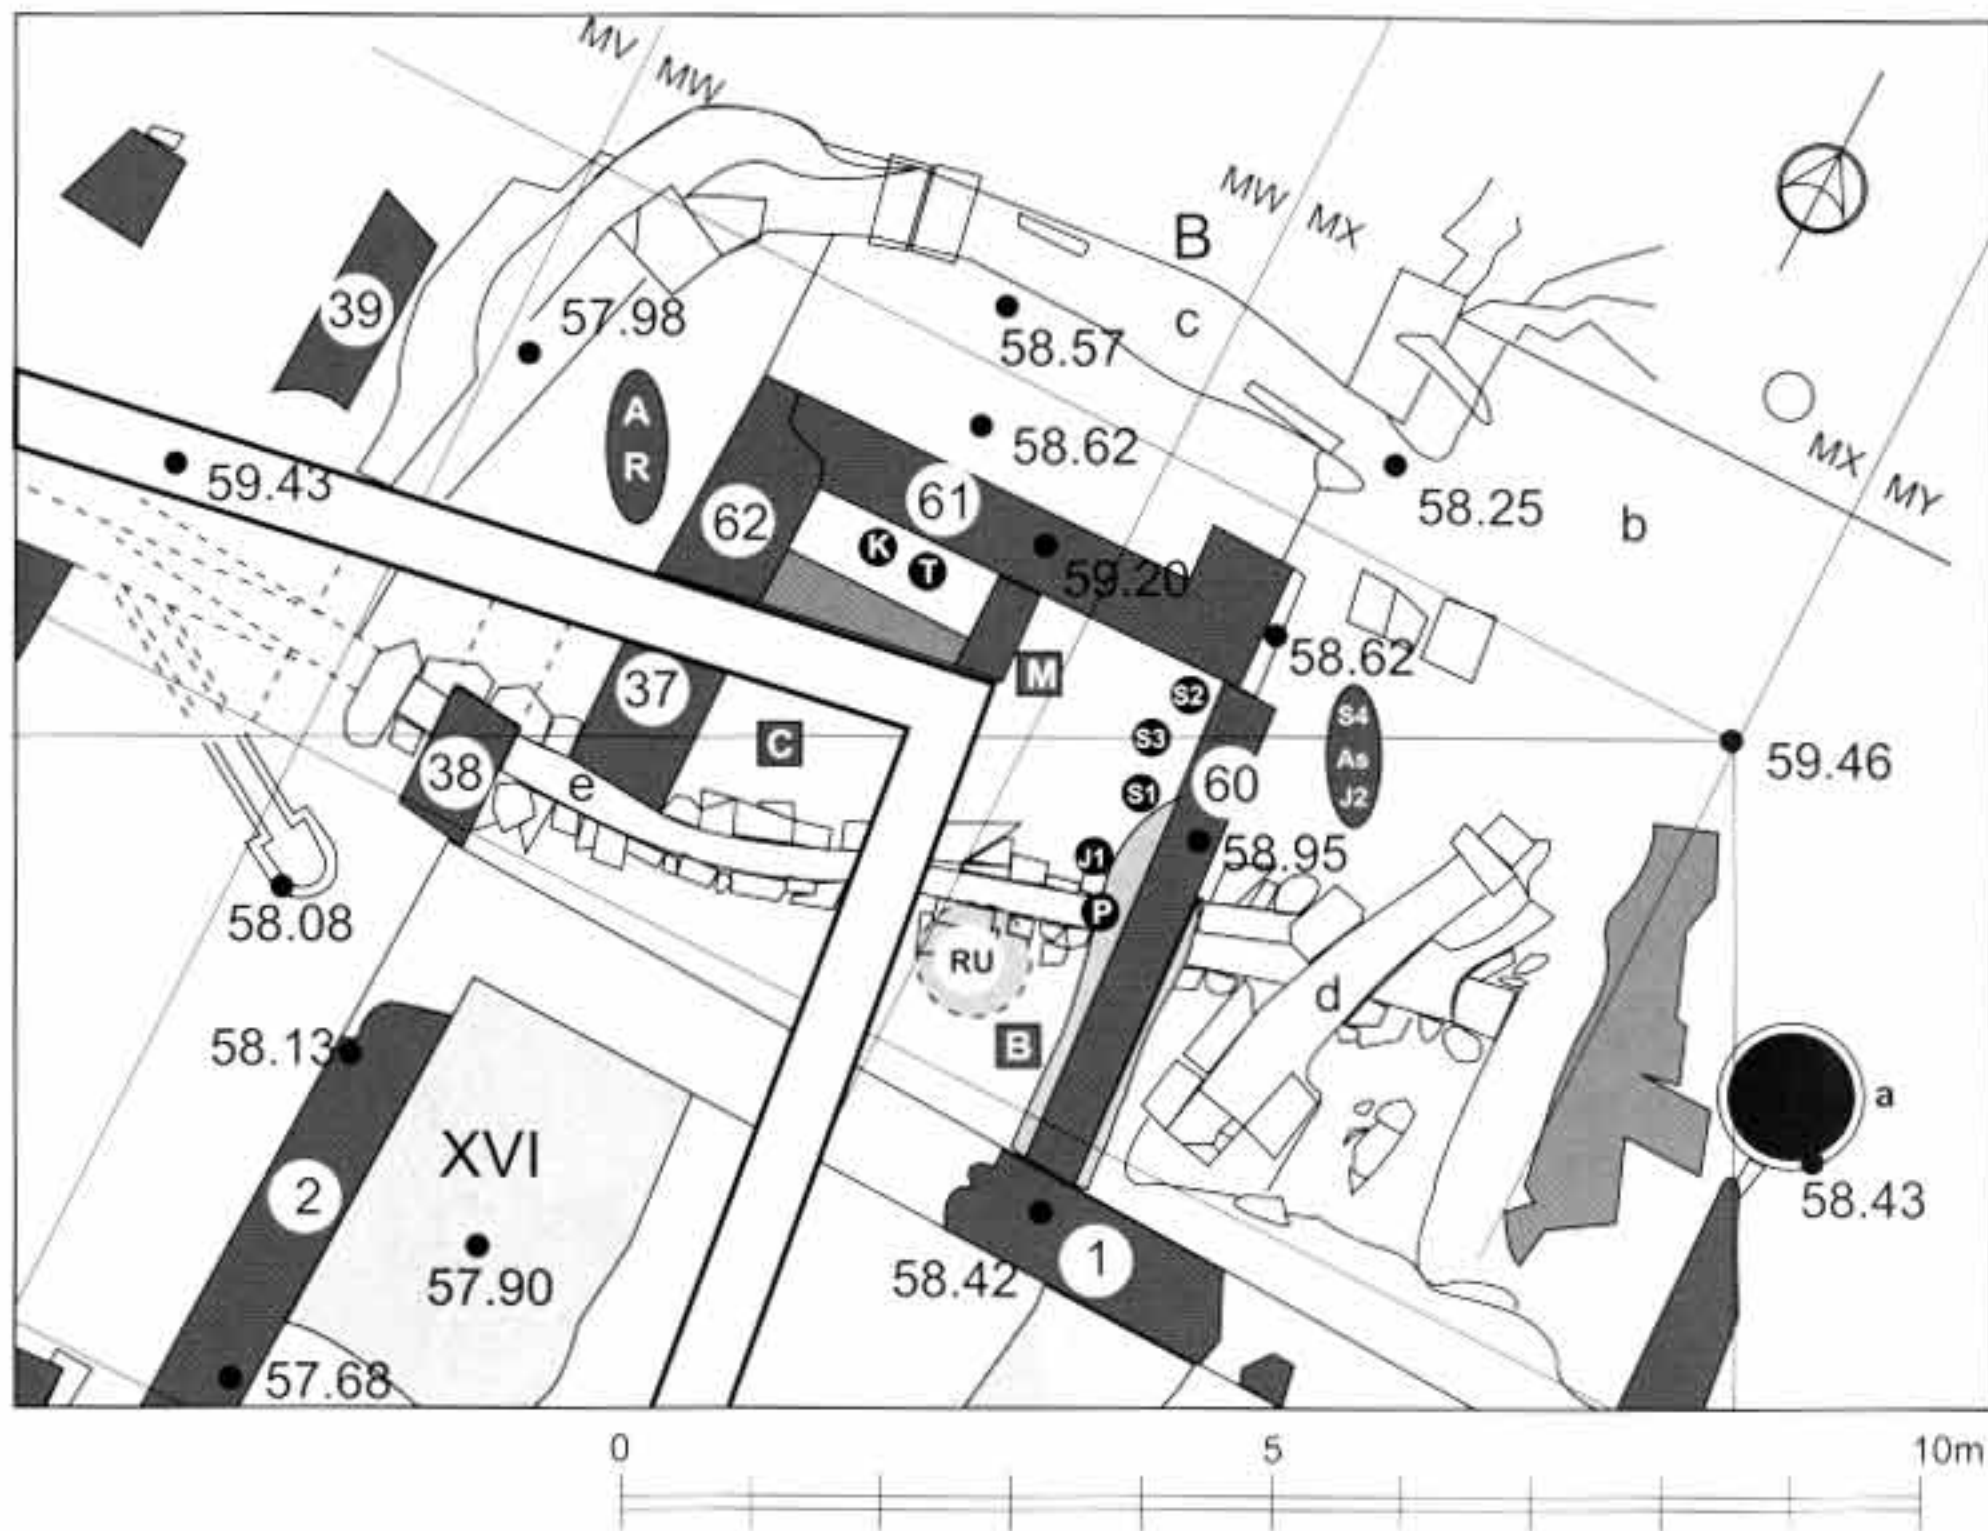 MV MW
MW MX
B
c
39
57.98
58.57
A
R
58.62
MX MY
59.43
61
58.25
b
62
K
T
59.20
58.62
M
37
S2
S4
C
S3
As
59.46
38
e
S1
60
J2
J1
58.95
58.08
P
RU
d
58.13
B
a
XVI
2
58.43
57.90
58.42
1
57.68
0 5 10m